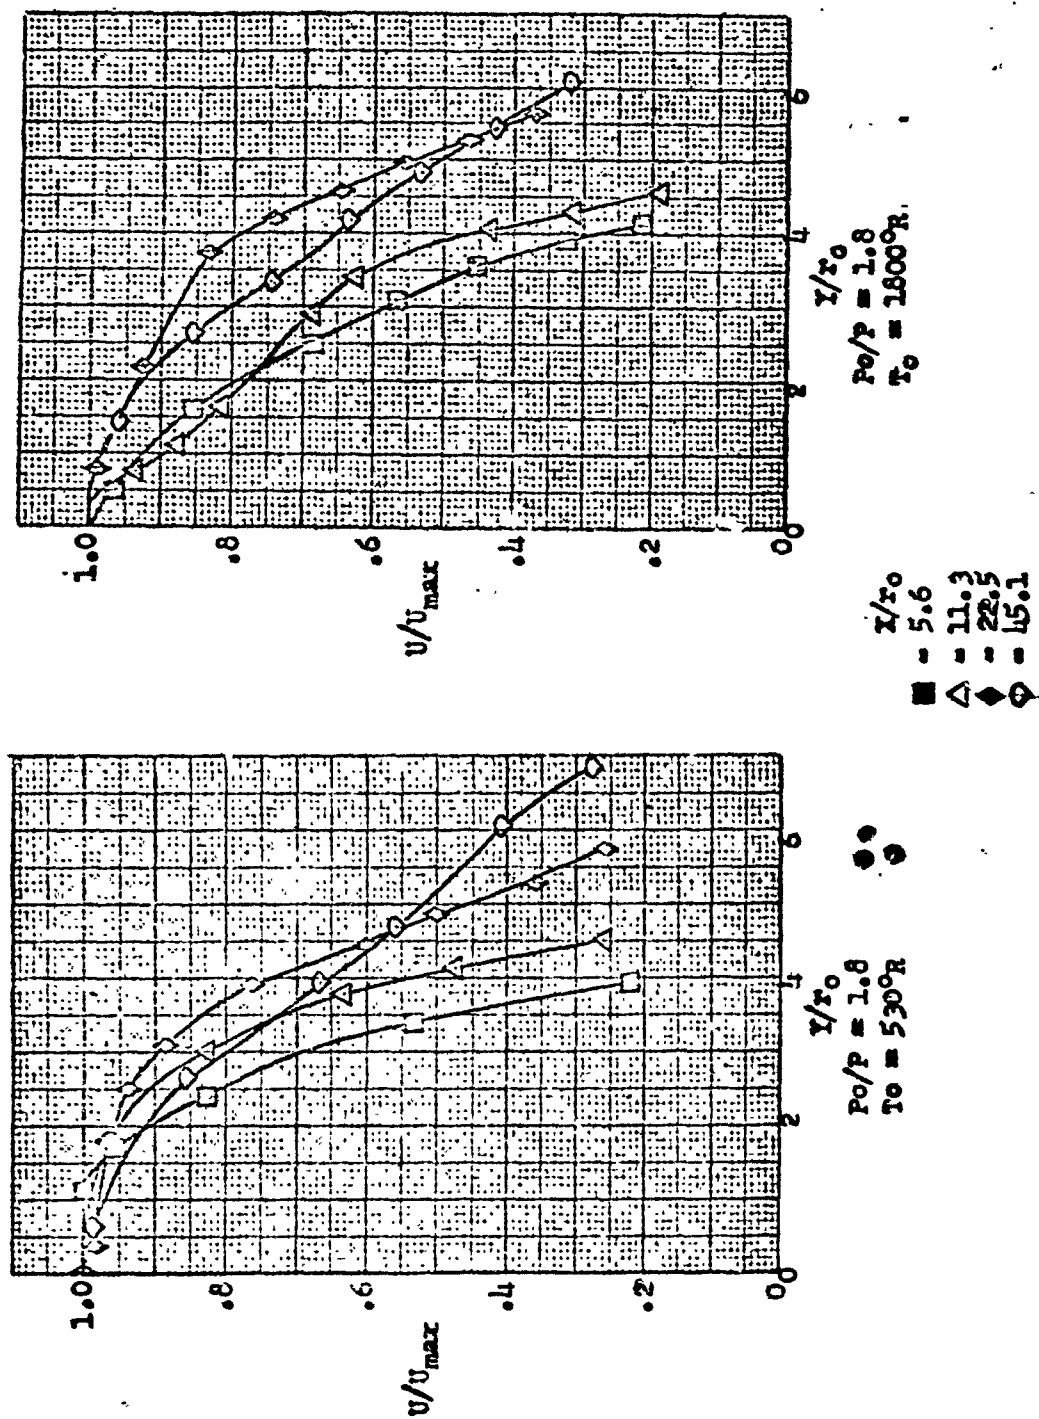 U/Umax
1.0
.8
.6
.4
.2
0
0
2
4
6
Y/ro
Po/P = 1.8
To = 530°R
U/Umax
1.0
.8
.6
.4
.2
0
0
2
4
6
Y/ro
Po/P = 1.8
To = 1800°R
X/ro
■ - 5.6
△ - 11.3
◆ - 22.5
○ - 45.1